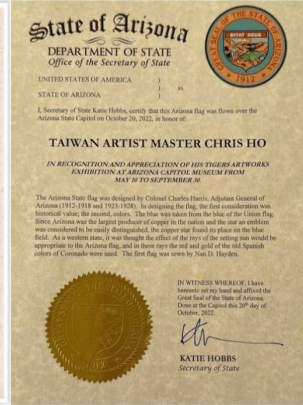 State of Arizona
DEPARTMENT OF STATE
Office of the Secretary of State
GREAT SEAL OF THE STATE OF ARIZONA
DITAT DEUS
1912
UNITED STATES OF AMERICA )
) ss.
STATE OF ARIZONA )
I, Secretary of State Katie Hobbs, certify that this Arizona flag was flown over the
Arizona State Capitol on October 20, 2022, in honor of:
TAIWAN ARTIST MASTER CHRIS HO
IN RECOGNITION AND APPRECIATION OF HIS TIGERS ARTWORKS
EXHIBITION AT ARIZONA CAPITOL MUSEUM FROM
MAY 10 TO SEPTEMBER 30.
The Arizona State flag was designed by Colonel Charles Harris, Adjutant General of
Arizona (1912-1918 and 1923-1928). In designing the flag, the first consideration was
historical value; the second, colors. The blue was taken from the blue of the Union flag.
Since Arizona was the largest producer of copper in the nation and the star an emblem
was considered to be easily distinguished, the copper star found its place on the blue
field. As a western state, it was thought the effect of the rays of the setting sun would be
appropriate to the Arizona flag, and in these rays the red and gold of the old Spanish
colors of Coronado were used. The first flag was sewn by Nan D. Hayden.
IN WITNESS WHEREOF, I have
hereunto set my hand and affixed the
Great Seal of the State of Arizona.
Done at the Capitol this 20th day of
October, 2022.
KATIE HOBBS
Secretary of State